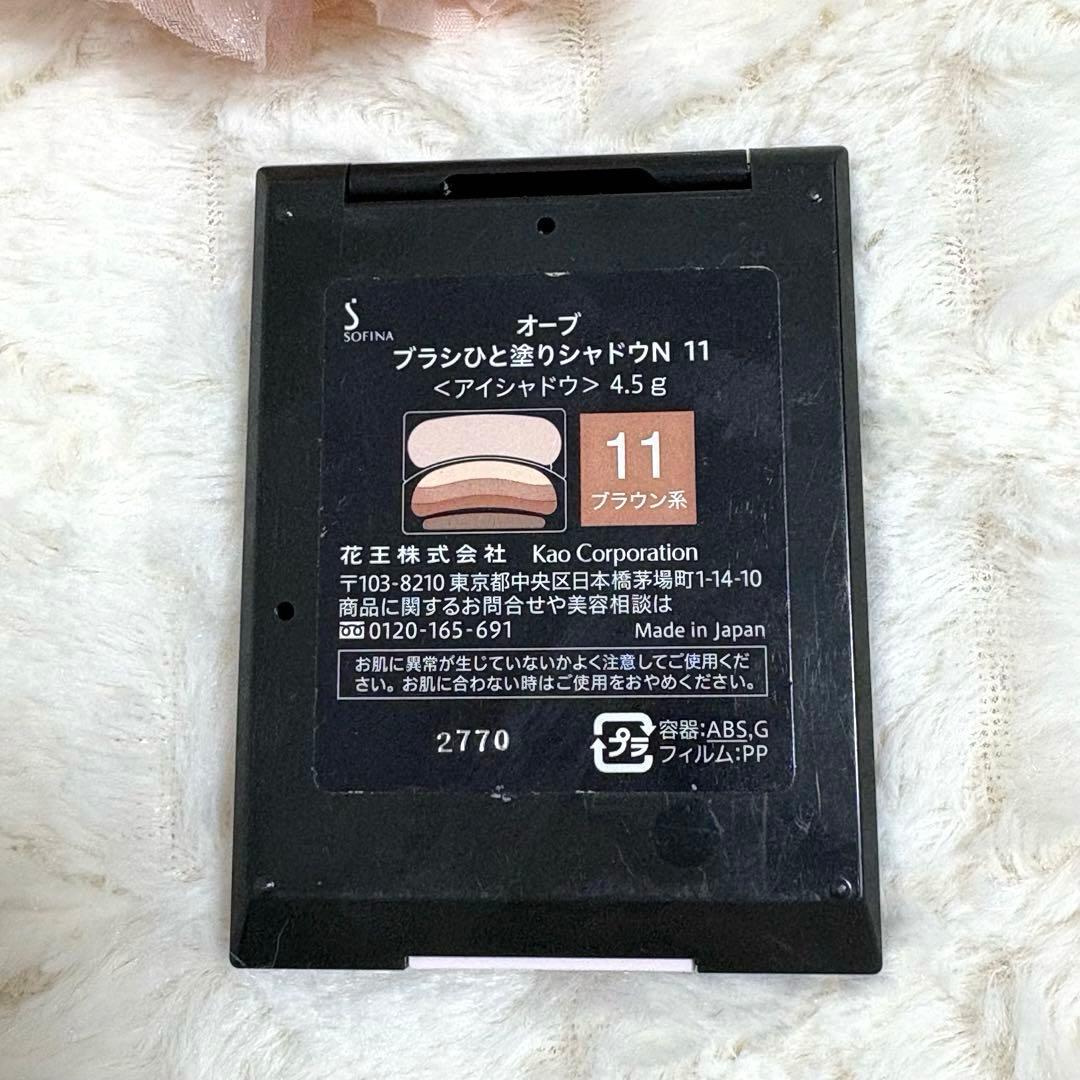 SOFINA
オーブ
ブラシひと塗りシャドウN 11
＜アイシャドウ＞ 4.5g
11
ブラウン系
花王株式会社 Kao Corporation
〒103-8210 東京都中央区日本橋茅場町1-14-10
商品に関するお問合せや美容相談は
0120-165-691 Made in Japan
お肌に異常が生じていないかよく注意してご使用くだ
さい。お肌に合わない時はご使用をおやめください。
2770
プラ
容器:ABS,G
フィルム:PP